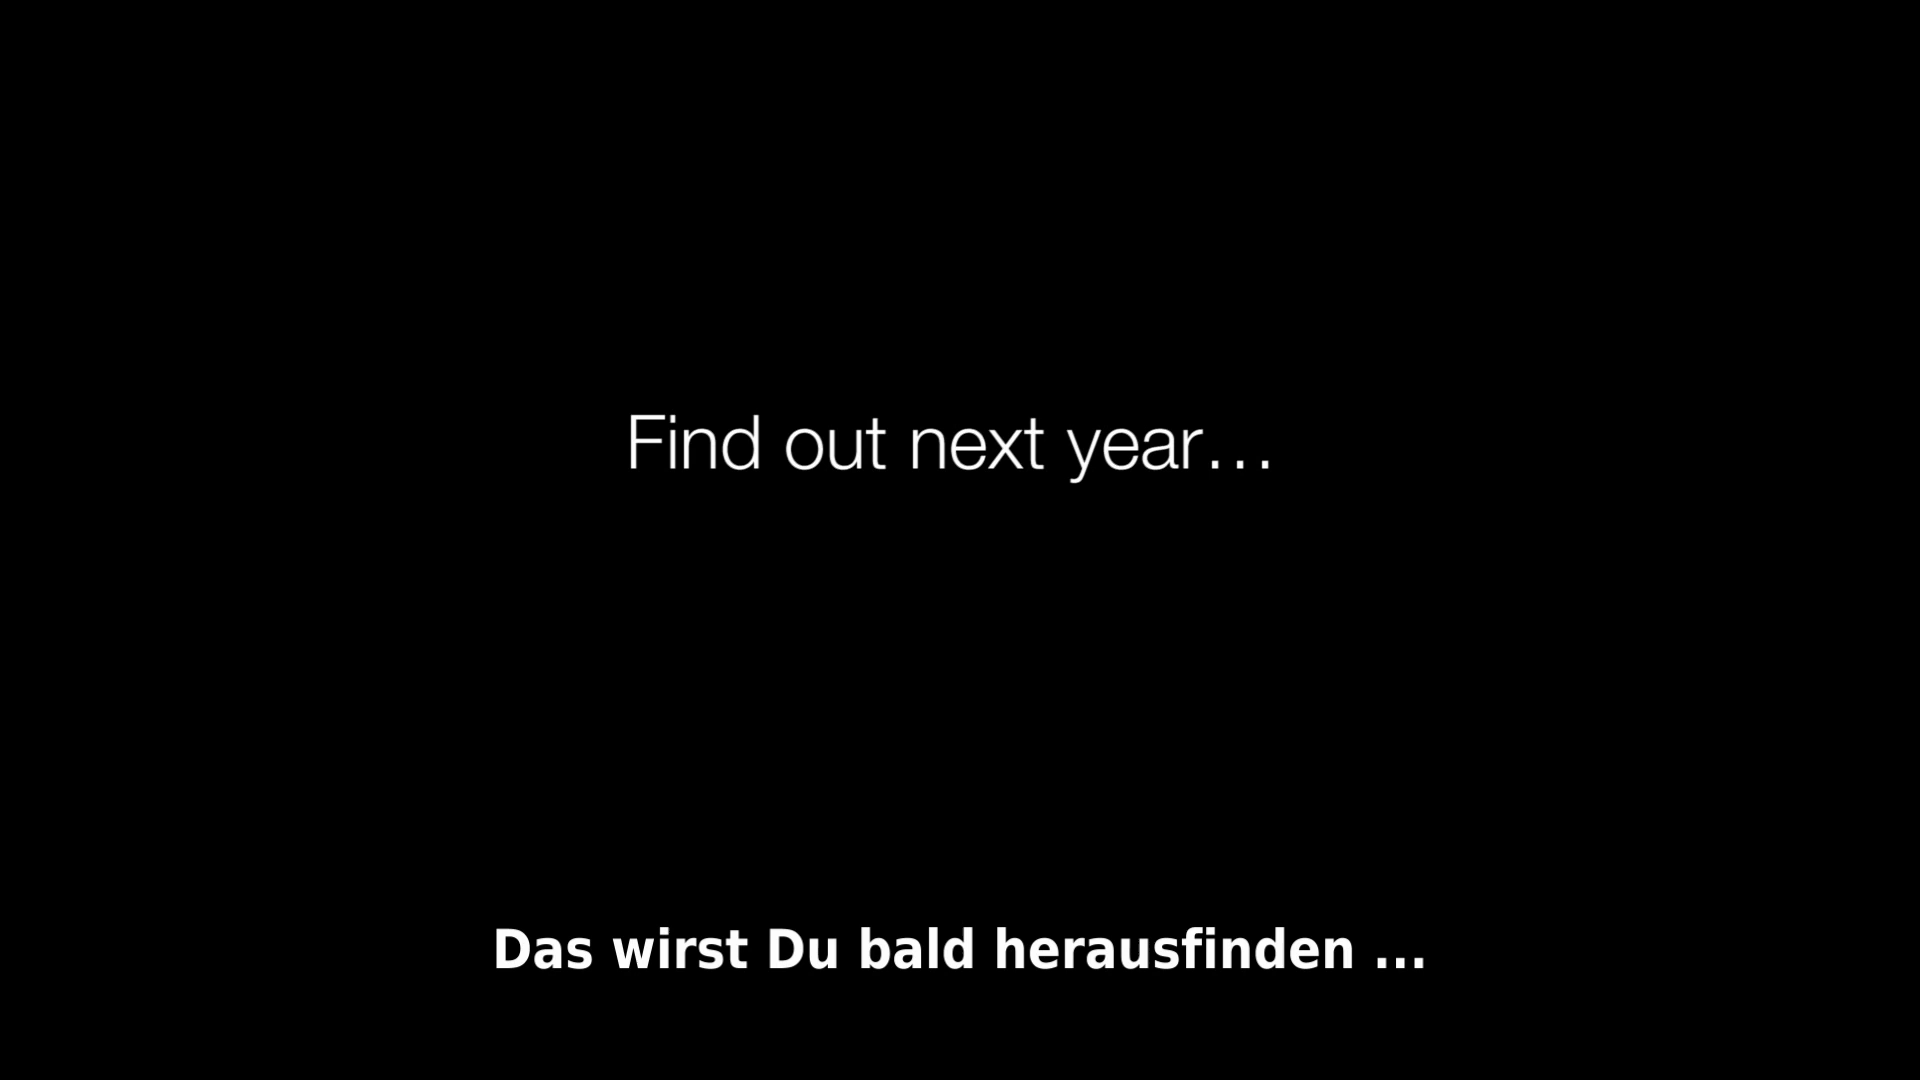 Find out next year…
Das wirst Du bald herausfinden ...